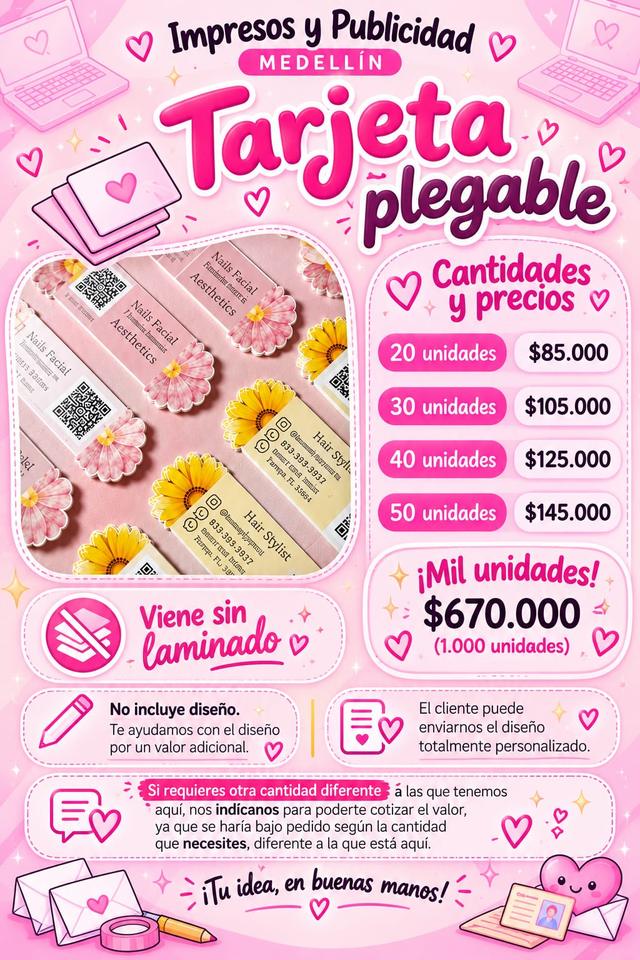 Impresos y Publicidad
MEDELLÍN
Tarjeta
plegable
Nails Facial
Aesthetics
Nails Facial
Aesthetics
Nails Facial
Hair Stylist
833-393-3937
Hair Stylist
833-393-3937
Cantidades
y precios
20 unidades $85.000
30 unidades $105.000
40 unidades $125.000
50 unidades $145.000
¡Mil unidades!
$670.000
(1.000 unidades)
Viene sin
laminado
No incluye diseño.
Te ayudamos con el diseño
por un valor adicional.
El cliente puede
enviarnos el diseño
totalmente personalizado.
Si requieres otra cantidad diferente á las que tenemos
aquí, nos indícanos para poderte cotizar el valor,
ya que se haría bajo pedido según la cantidad
que necesites, diferente a la que está aquí.
¡Tu idea, en buenas manos!